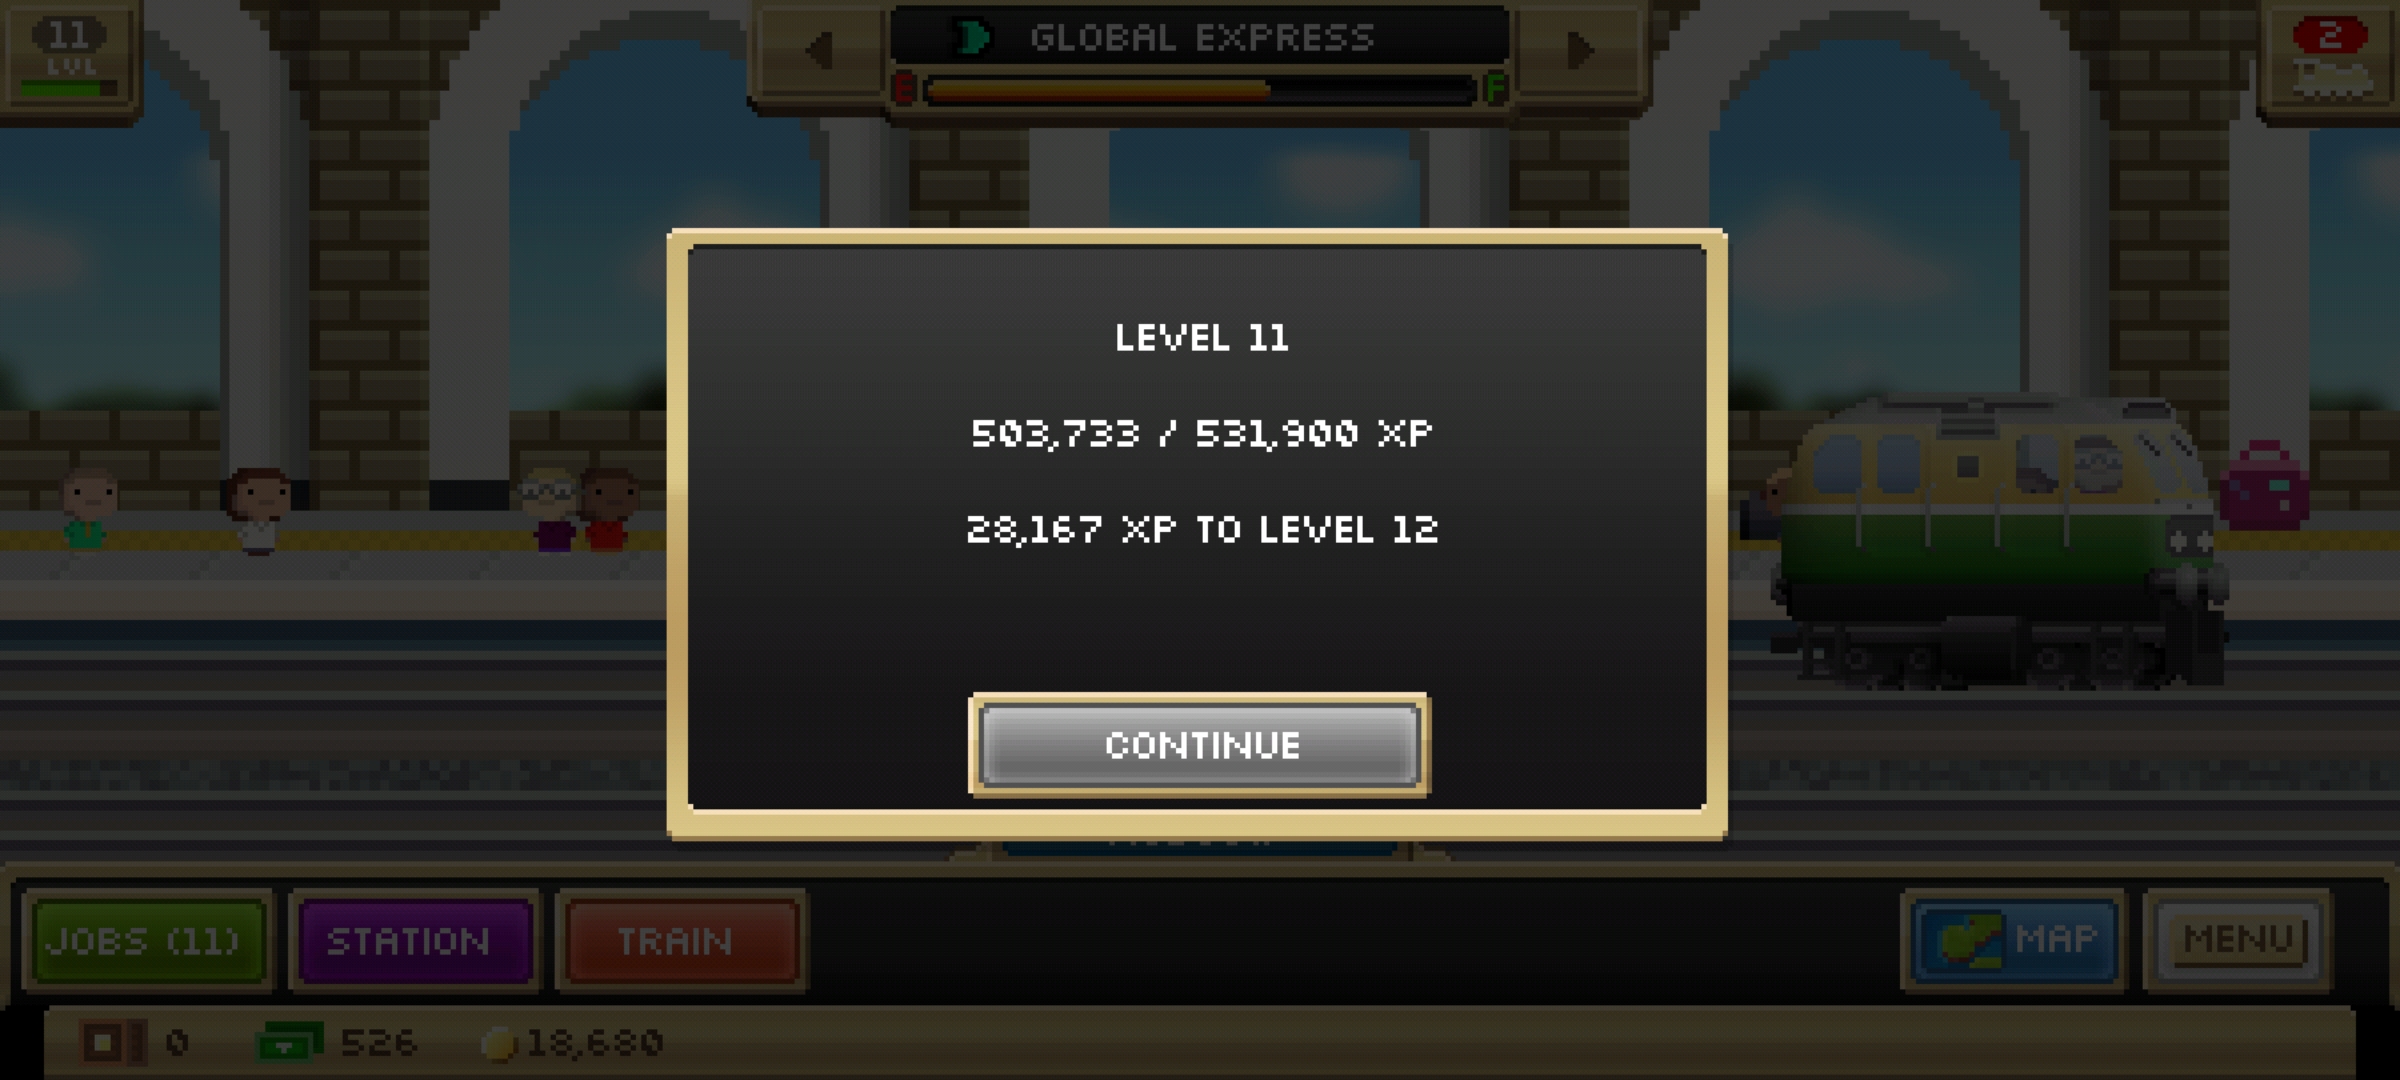 11
LVL
GLOBAL EXPRESS
E
F
2
LEVEL 11
503,733 / 531,900 XP
28,167 XP TO LEVEL 12
CONTINUE
JOBS (11)
STATION
TRAIN
MAP
MENU
0
526
18,680